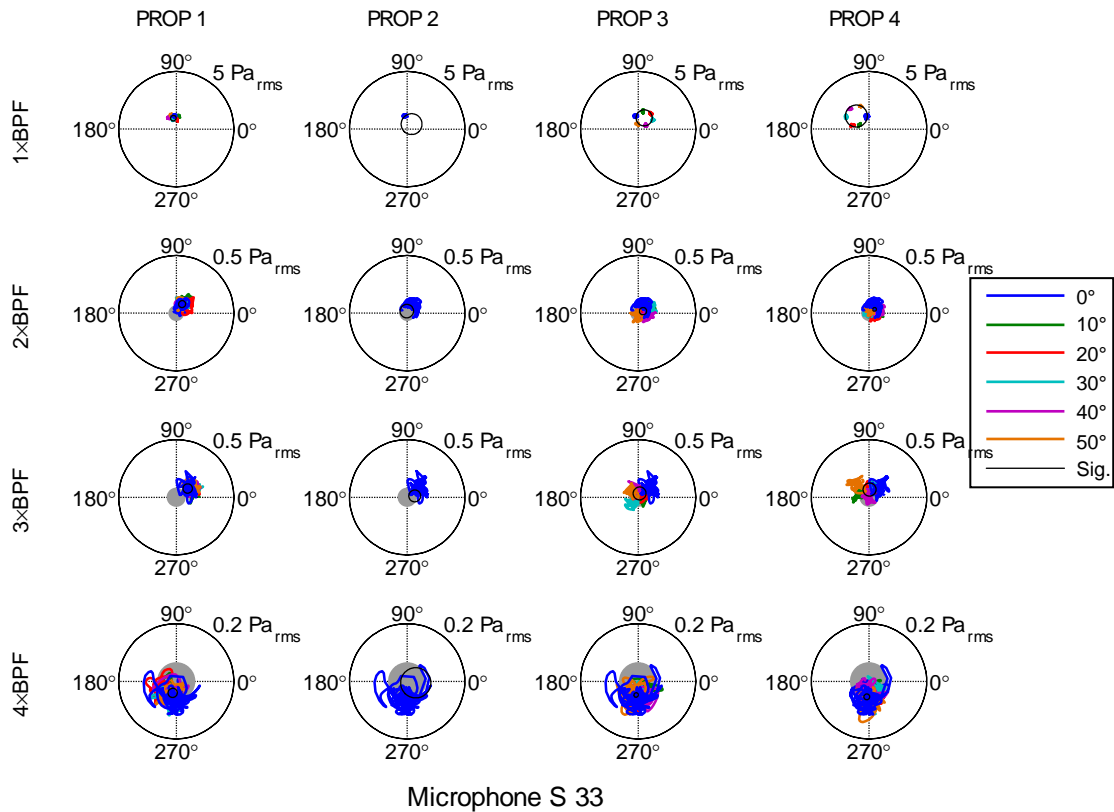 PROP 1 PROP 2 PROP 3 PROP 4
1×BPF
90° 5 Pa rms 90° 5 Pa rms 90° 5 Pa rms 90° 5 Pa rms
180° 0° 180° 0° 180° 0° 180° 0°
270° 270° 270° 270°
2×BPF
90° 0.5 Pa rms 90° 0.5 Pa rms 90° 0.5 Pa rms 90° 0.5 Pa rms
180° 0° 180° 0° 180° 0° 180° 0°
270° 270° 270° 270°
3×BPF
90° 0.5 Pa rms 90° 0.5 Pa rms 90° 0.5 Pa rms 90° 0.5 Pa rms
180° 0° 180° 0° 180° 0° 180° 0°
270° 270° 270° 270°
4×BPF
90° 0.2 Pa rms 90° 0.2 Pa rms 90° 0.2 Pa rms 90° 0.2 Pa rms
180° 0° 180° 0° 180° 0° 180° 0°
270° 270° 270° 270°
0°
10°
20°
30°
40°
50°
Sig.
Microphone S 33